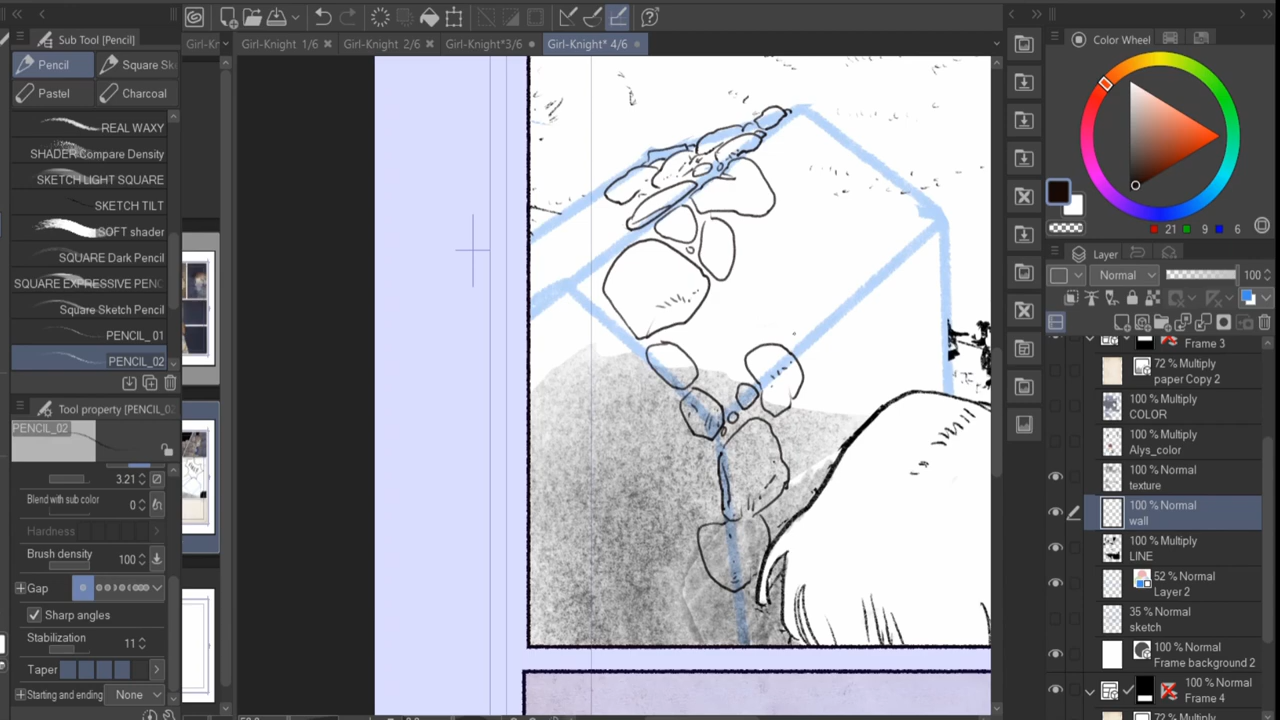 Sub Tool [Pencil]
Girl-Kn
Girl-Knight 1/6
Girl-Knight 2/6
Girl-Knight*3/6
Girl-Knight* 4/6
Color Wheel
Pencil
Square Sk
Pastel
Charcoal
REAL WAXY
SHADER Compare Density
SKETCH LIGHT SQUARE
SKETCH TILT
SOFT shader
SQUARE Dark Pencil
SQUARE EXPRESSIVE PENC
Square Sketch Pencil
PENCIL_ 01
PENCIL_02
Tool property [PENCIL_02
PENCIL_02
3.21
Blend with sub color
0
Hardness
Brush density
100
Gap
Sharp angles
Stabilization
11
Taper
Starting and ending
None
21
9
6
Layer
Normal
100
Frame 3
72 % Multiply
paper Copy 2
100 % Multiply
COLOR
100 % Multiply
Alys_color
100 % Normal
texture
100 % Normal
wall
100 % Multiply
LINE
52 % Normal
Layer 2
35 % Normal
sketch
100 % Normal
Frame background 2
100 % Normal
Frame 4
72 % Multiply